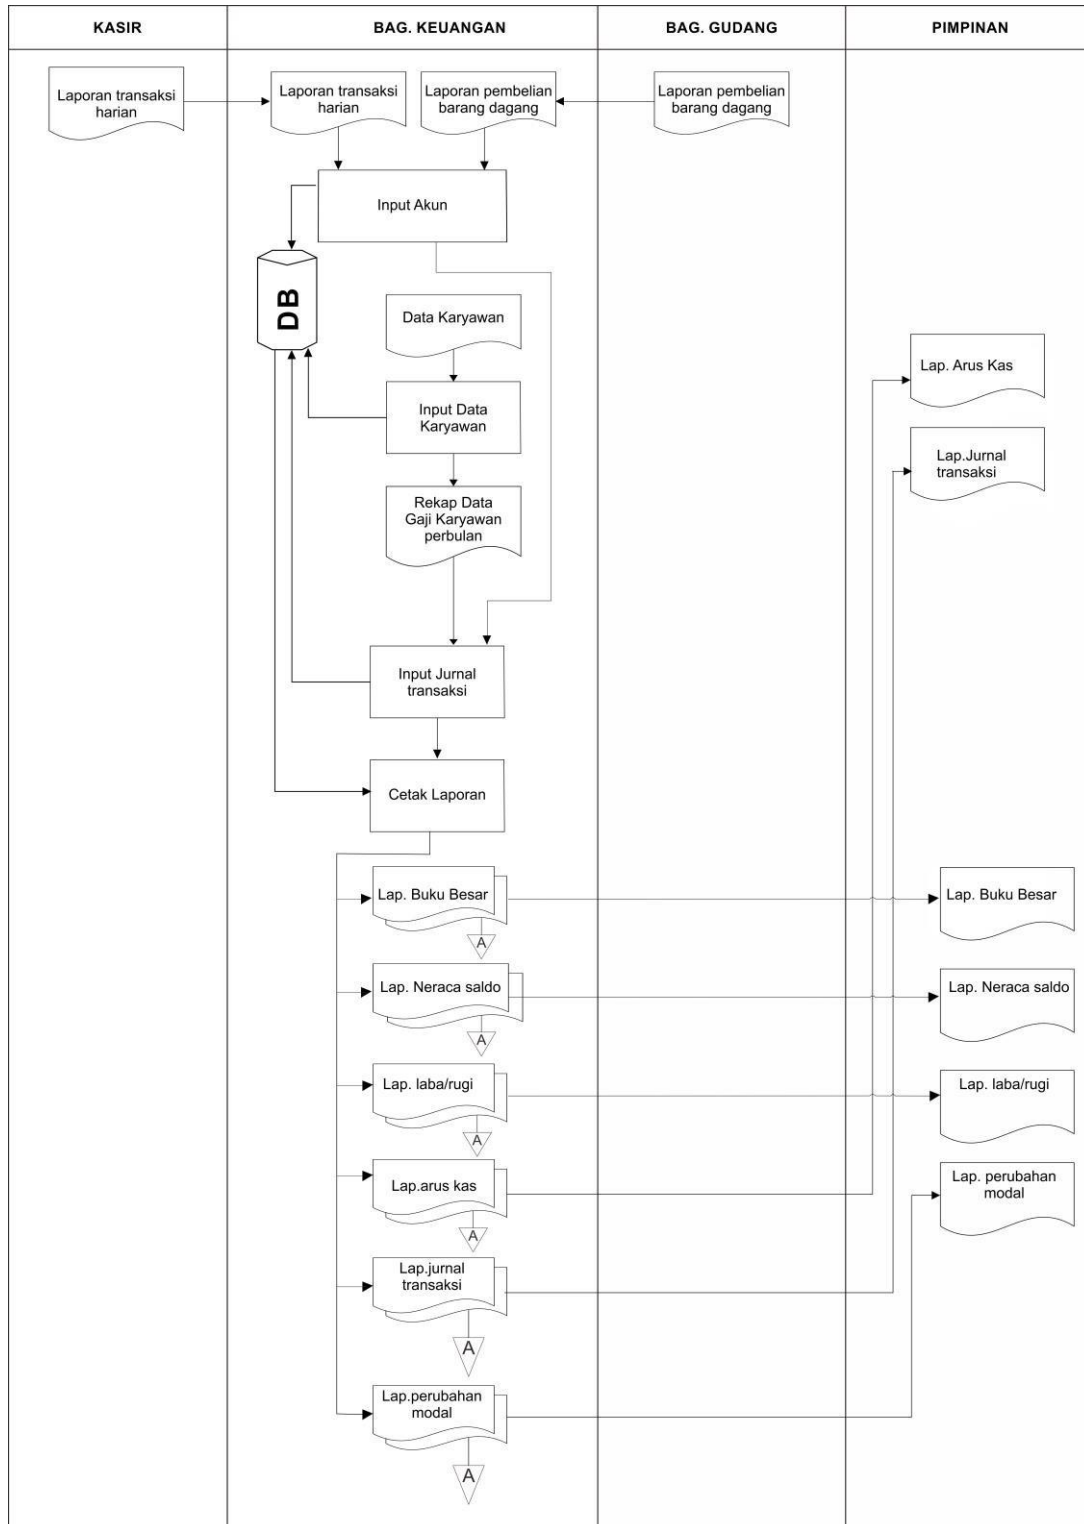 KASIR
BAG. KEUANGAN
BAG. GUDANG
PIMPINAN
Laporan transaksi
harian
Laporan transaksi
harian
Laporan pembelian
barang dagang
Laporan pembelian
barang dagang
Input Akun
DB
Data Karyawan
Input Data
Karyawan
Rekap Data
Gaji Karyawan
perbulan
Input Jurnal
transaksi
Cetak Laporan
Lap. Buku Besar
A
Lap. Neraca saldo
A
Lap. laba/rugi
A
Lap.arus kas
A
Lap.jurnal
transaksi
A
Lap.perubahan
modal
A
Lap. Arus Kas
Lap.Jurnal
transaksi
Lap. Buku Besar
Lap. Neraca saldo
Lap. laba/rugi
Lap. perubahan
modal